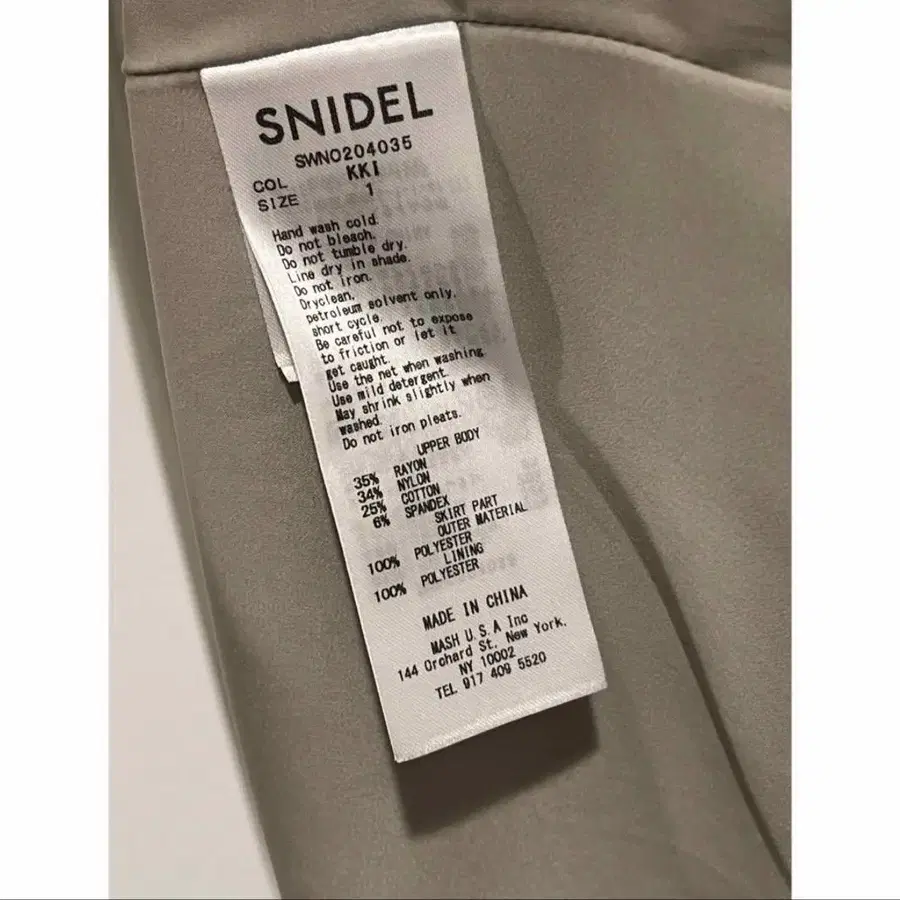 SNIDEL
SWNO204035
COL KKI
SIZE 1
Hand wash cold.
Do not bleach.
Do not tumble dry.
Line dry in shade.
Do not iron.
Dryclean,
petroleum solvent only,
short cycle.
Be careful not to expose
to friction or let it
get caught.
Use the net when washing.
Use mild detergent.
May shrink slightly when
washed.
Do not iron pleats.
UPPER BODY
35% RAYON
34% NYLON
25% COTTON
6% SPANDEX
SKIRT PART
OUTER MATERIAL
100% POLYESTER
LINING
100% POLYESTER
MADE IN CHINA
MASH U.S.A Inc
144 Orchard St. New York.
NY 10002
TEL 917 409 5520